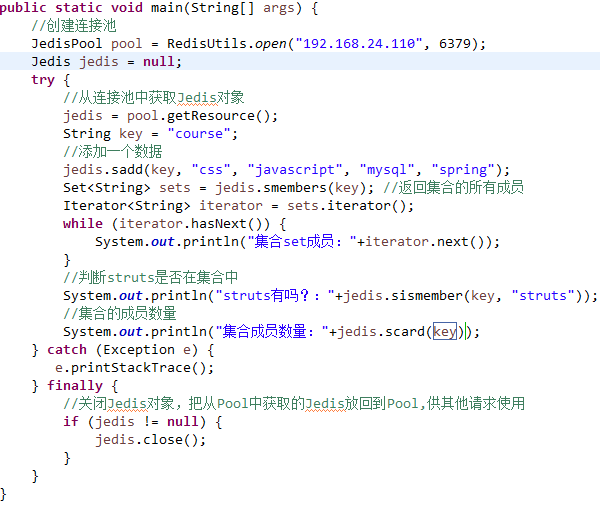 public static void main(String[] args) {
//创建连接池
JedisPool pool = RedisUtils.open("192.168.24.110", 6379);
Jedis jedis = null;
try {
//从连接池中获取Jedis对象
jedis = pool.getResource();
String key = "course";
//添加一个数据
jedis.sadd(key, "css", "javascript", "mysql", "spring");
Set<String> sets = jedis.smembers(key); //返回集合的所有成员
Iterator<String> iterator = sets.iterator();
while (iterator.hasNext()) {
System.out.println("集合set成员："+iterator.next());
}
//判断struts是否在集合中
System.out.println("struts有吗？："+jedis.sismember(key, "struts"));
//集合的成员数量
System.out.println("集合成员数量："+jedis.scard(key));
} catch (Exception e) {
e.printStackTrace();
} finally {
//关闭Jedis对象，把从Pool中获取的Jedis放回到Pool,供其他请求使用
if (jedis != null) {
jedis.close();
}
}
}